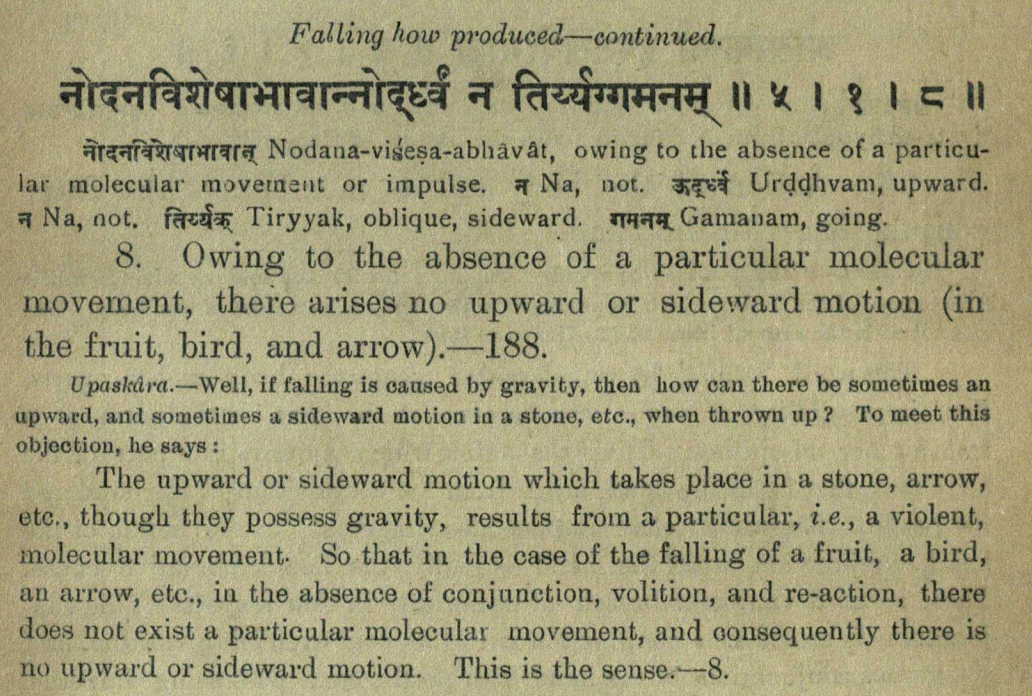 Falling how produced—continued.
नोदनविशेषाभावान्नोर्द्ध्वं न तिर्य्यग्गमनम् ॥ ५ । १ । ८ ॥
नोदनविशेषाभावात् Nodana-viśeṣa-abhâvât, owing to the absence of a particu-
lar molecular movement or impulse. न Na, not. ऊर्द्ध्वं Urḍḍhvam, upward.
न Na, not. तिर्य्यक् Tiryyak, oblique, sideward. गमनम् Gamanam, going.
8. Owing to the absence of a particular molecular
movement, there arises no upward or sideward motion (in
the fruit, bird, and arrow).—188.
Upaskâra.—Well, if falling is caused by gravity, then how can there be sometimes an
upward, and sometimes a sideward motion in a stone, etc., when thrown up ? To meet this
objection, he says :
The upward or sideward motion which takes place in a stone, arrow,
etc., though they possess gravity, results from a particular, i.e., a violent,
molecular movement. So that in the case of the falling of a fruit, a bird,
an arrow, etc., in the absence of conjunction, volition, and re-action, there
does not exist a particular molecular movement, and consequently there is
no upward or sideward motion. This is the sense.—8.